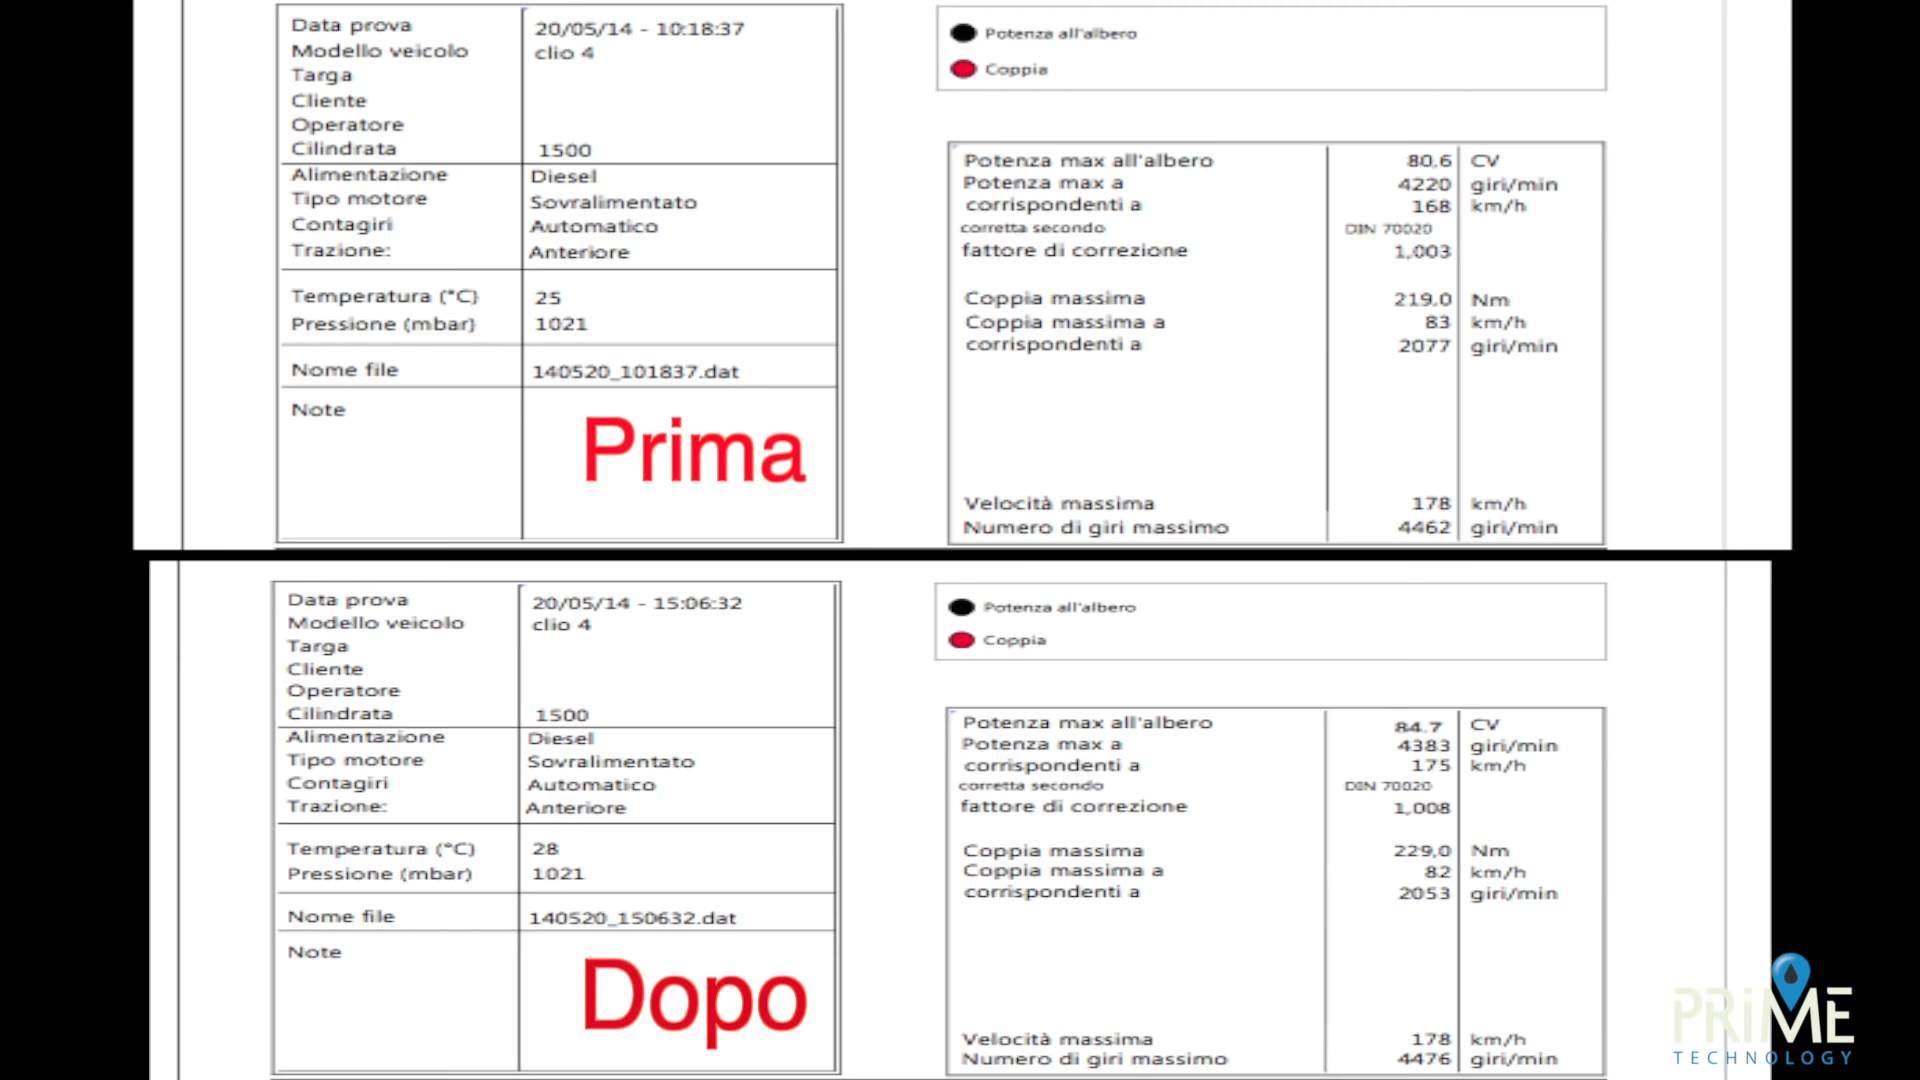 Data prova 20/05/14 - 10:18:37
Modello veicolo clio 4
Targa
Cliente
Operatore
Cilindrata 1500
Alimentazione Diesel
Tipo motore Sovralimentato
Contagiri Automatico
Trazione: Anteriore
Temperatura (°C) 25
Pressione (mbar) 1021
Nome file 140520_101837.dat
Note
Prima
Potenza all'albero
Coppia
Potenza max all'albero 80,6 CV
Potenza max a 4220 giri/min
corrispondenti a 168 km/h
corretta secondo DIN 70020
fattore di correzione 1,003
Coppia massima 219,0 Nm
Coppia massima a 83 km/h
corrispondenti a 2077 giri/min
Velocità massima 178 km/h
Numero di giri massimo 4462 giri/min
Data prova 20/05/14 - 15:06:32
Modello veicolo clio 4
Targa
Cliente
Operatore
Cilindrata 1500
Alimentazione Diesel
Tipo motore Sovralimentato
Contagiri Automatico
Trazione: Anteriore
Temperatura (°C) 28
Pressione (mbar) 1021
Nome file 140520_150632.dat
Note
Dopo
Potenza all'albero
Coppia
Potenza max all'albero 84.7 CV
Potenza max a 4383 giri/min
corrispondenti a 175 km/h
corretta secondo DIN 70020
fattore di correzione 1,008
Coppia massima 229,0 Nm
Coppia massima a 82 km/h
corrispondenti a 2053 giri/min
Velocità massima 178 km/h
Numero di giri massimo 4476 giri/min
PRiME
TECHNOLOGY